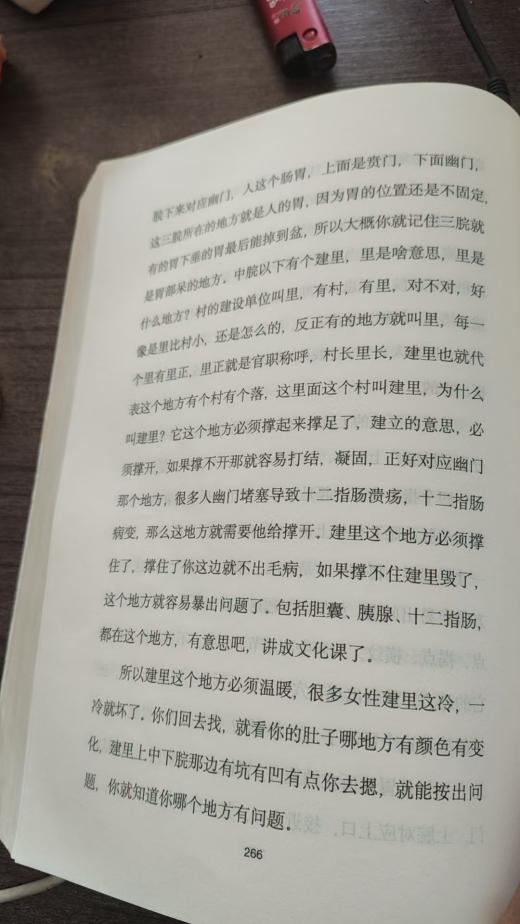 脘下来对应幽门，人这个肠胃，上面是贲门，下面幽门，
这三脘所在的地方就是人的胃，因为胃的位置还是不固定，
有的胃下垂的胃最后能掉到盆，所以大概你就记住三脘就
是胃部呆的地方。中脘以下有个建里，里是啥意思，里是
什么地方？村的建设单位叫里，有村，有里，对不对，好
像是里比村小，还是怎么的，反正有的地方就叫里，每一
个里有里正，里正就是官职称呼，村长里长，建里也就代
表这个地方有个村有个落，这里面这个村叫建里，为什么
叫建里？它这个地方必须撑起来撑足了，建立的意思，必
须撑开，如果撑不开那就容易打结，凝固，正好对应幽门
那个地方，很多人幽门堵塞导致十二指肠溃疡，十二指肠
病变，那么这地方就需要他给撑开。建里这个地方必须撑
住了，撑住了你这边就不出毛病，如果撑不住建里毁了，
这个地方就容易暴出问题了。包括胆囊、胰腺、十二指肠，
都在这个地方，有意思吧，讲成文化课了。
所以建里这个地方必须温暖，很多女性建里这冷，一
冷就坏了。你们回去找，就看你的肚子哪地方有颜色有变
化，建里上中下脘那边有坑有凹有点你去摁，就能按出问
题，你就知道你哪个地方有问题。
266